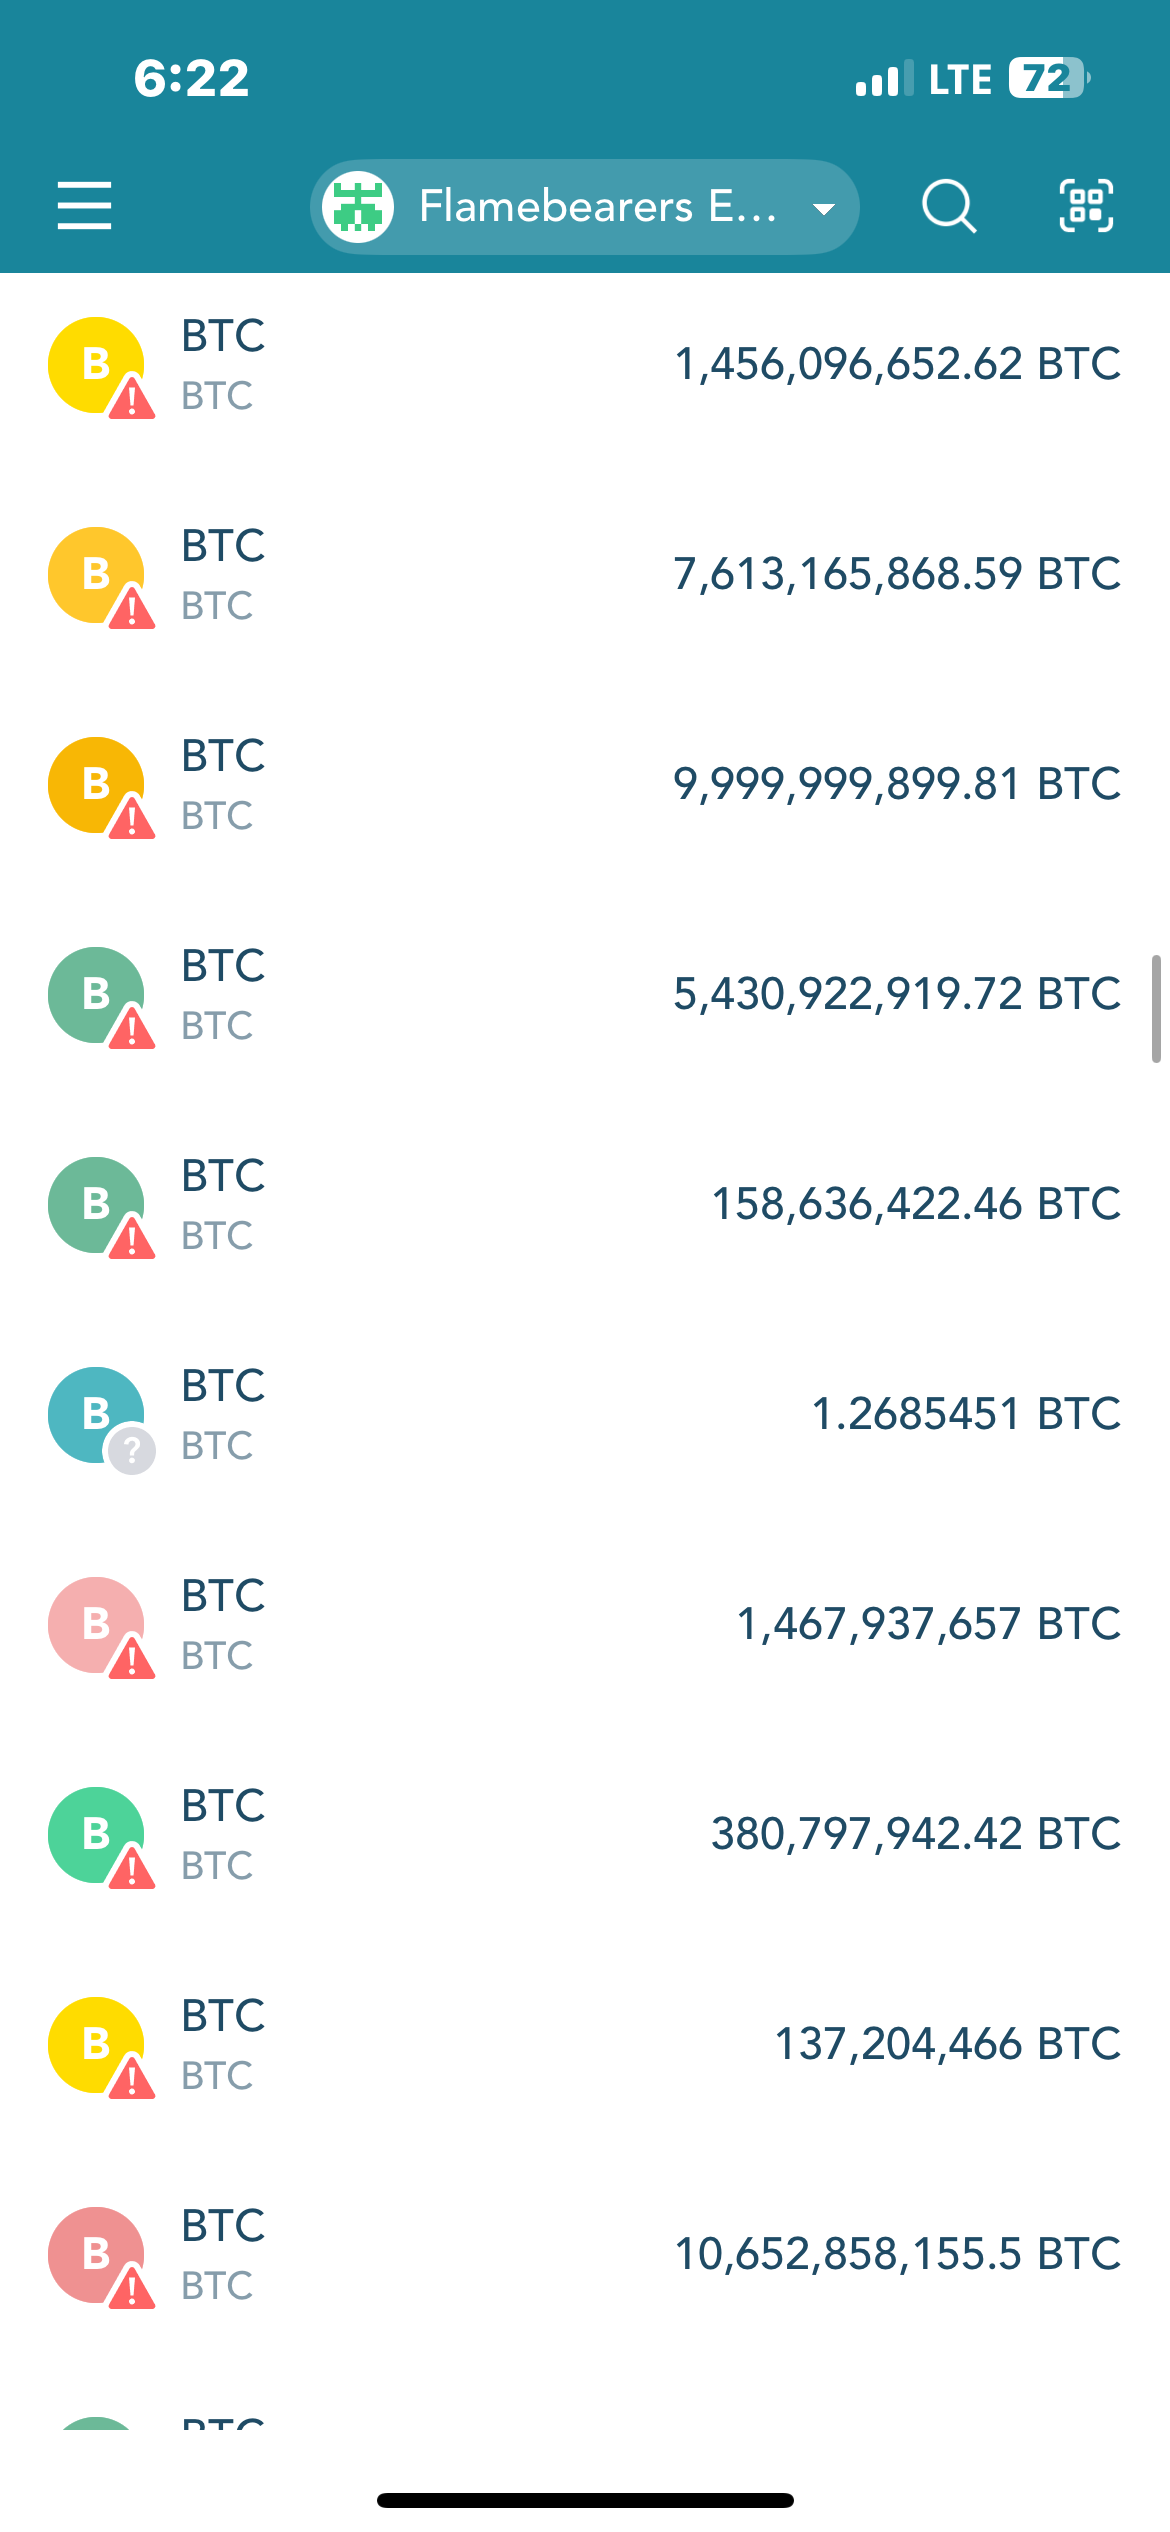 6:22
LTE 72
Flamebearers E...
B BTC
BTC
1,456,096,652.62 BTC
B BTC
BTC
7,613,165,868.59 BTC
B BTC
BTC
9,999,999,899.81 BTC
B BTC
BTC
5,430,922,919.72 BTC
B BTC
BTC
158,636,422.46 BTC
B BTC
? BTC
1.2685451 BTC
B BTC
BTC
1,467,937,657 BTC
B BTC
BTC
380,797,942.42 BTC
B BTC
BTC
137,204,466 BTC
B BTC
BTC
10,652,858,155.5 BTC
BTC